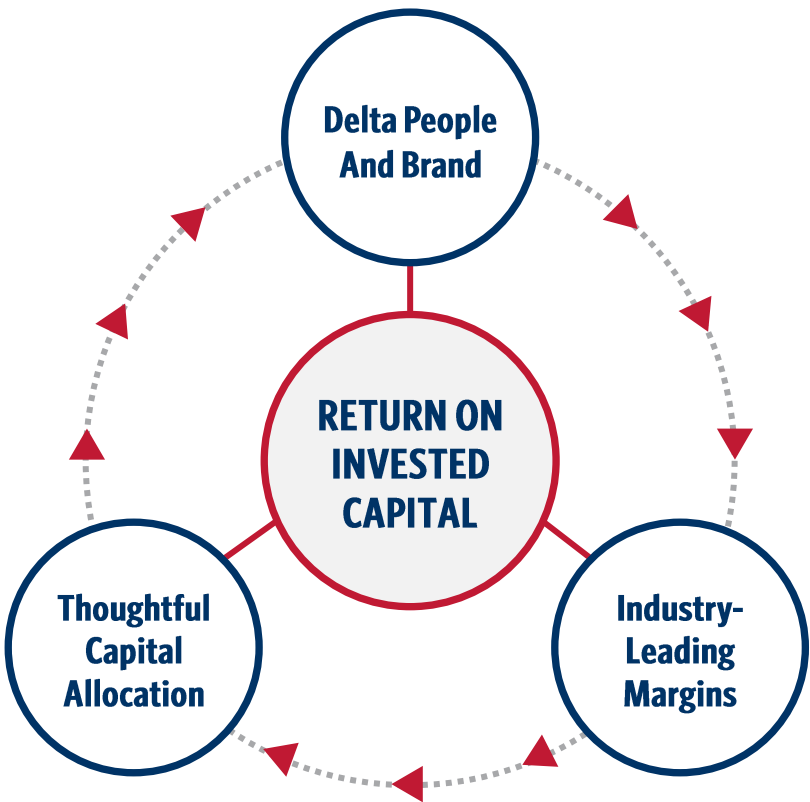 Delta People
And Brand
RETURN ON
INVESTED
CAPITAL
Thoughtful
Capital
Allocation
Industry-
Leading
Margins